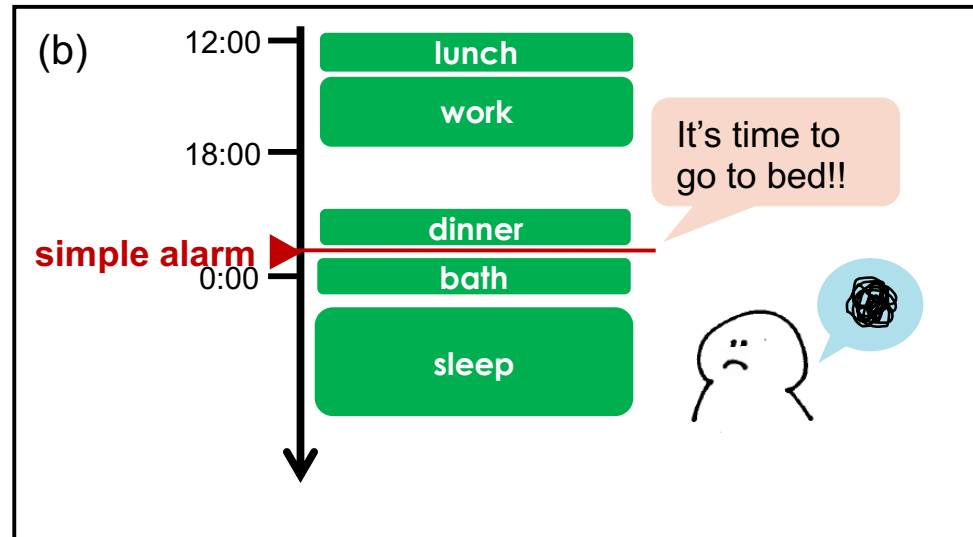 (b)
12:00
lunch
work
18:00
It's time to
go to bed!!
dinner
simple alarm
0:00
bath
sleep